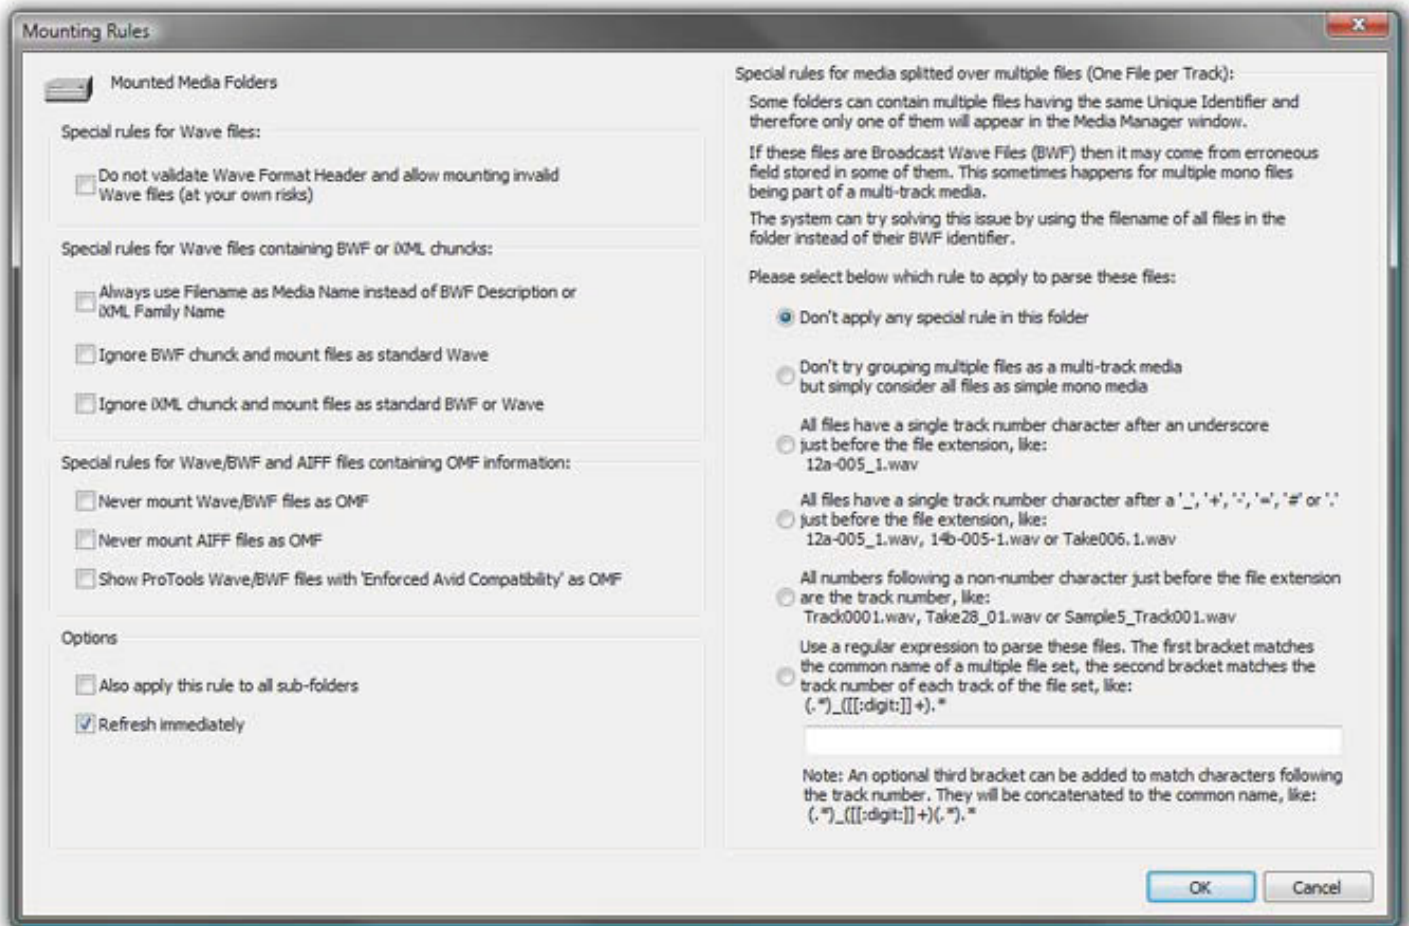 Mounting Rules
Mounted Media Folders
Special rules for Wave files:
Do not validate Wave Format Header and allow mounting invalid
Wave files (at your own risks)
Special rules for Wave files containing BWF or iXML chuncks:
Always use Filename as Media Name instead of BWF Description or
iXML Family Name
Ignore BWF chunck and mount files as standard Wave
Ignore iXML chunck and mount files as standard BWF or Wave
Special rules for Wave/BWF and AIFF files containing OMF information:
Never mount Wave/BWF files as OMF
Never mount AIFF files as OMF
Show ProTools Wave/BWF files with 'Enforced Avid Compatibility' as OMF
Options
Also apply this rule to all sub-folders
Refresh immediately
Special rules for media splitted over multiple files (One File per Track):
Some folders can contain multiple files having the same Unique Identifier and
therefore only one of them will appear in the Media Manager window.
If these files are Broadcast Wave Files (BWF) then it may come from erroneous
field stored in some of them. This sometimes happens for multiple mono files
being part of a multi-track media.
The system can try solving this issue by using the filename of all files in the
folder instead of their BWF identifier.
Please select below which rule to apply to parse these files:
Don't apply any special rule in this folder
Don't try grouping multiple files as a multi-track media
but simply consider all files as simple mono media
All files have a single track number character after an underscore
just before the file extension, like:
12a-005_1.wav
All files have a single track number character after a '_', '+', '-', '=', '#' or '.'
just before the file extension, like:
12a-005_1.wav, 14b-005-1.wav or Take006.1.wav
All numbers following a non-number character just before the file extension
are the track number, like:
Track0001.wav, Take28_01.wav or Sample5_Track001.wav
Use a regular expression to parse these files. The first bracket matches
the common name of a multiple file set, the second bracket matches the
track number of each track of the file set, like:
(.*)_([[:digit:]]+).*
Note: An optional third bracket can be added to match characters following
the track number. They will be concatenated to the common name, like:
(.*)_([[:digit:]]+)(.*).*
OK
Cancel